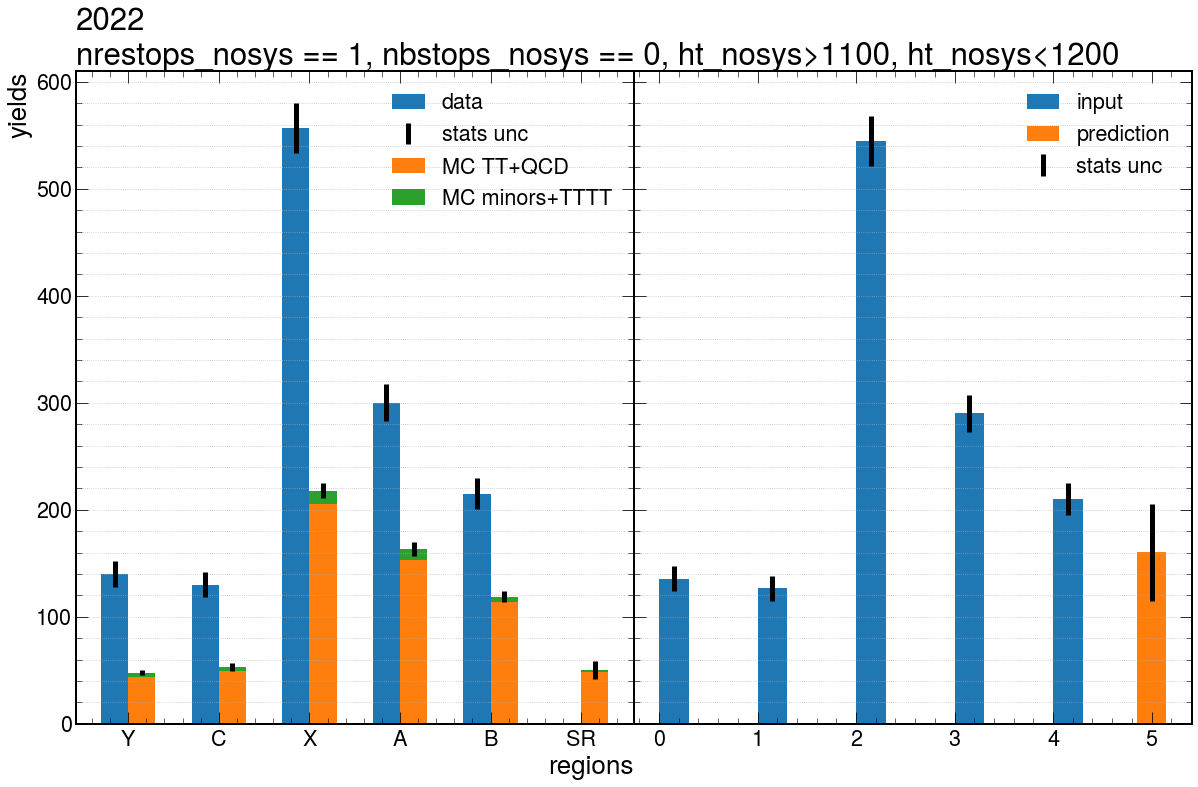 2022
nrestops_nosys == 1, nbstops_nosys == 0, ht_nosys>1100, ht_nosys<1200
yields
600
500
400
300
200
100
0
data
stats unc
MC TT+QCD
MC minors+TTTT
input
prediction
stats unc
Y C X A B SR
0 1 2 3 4 5
regions